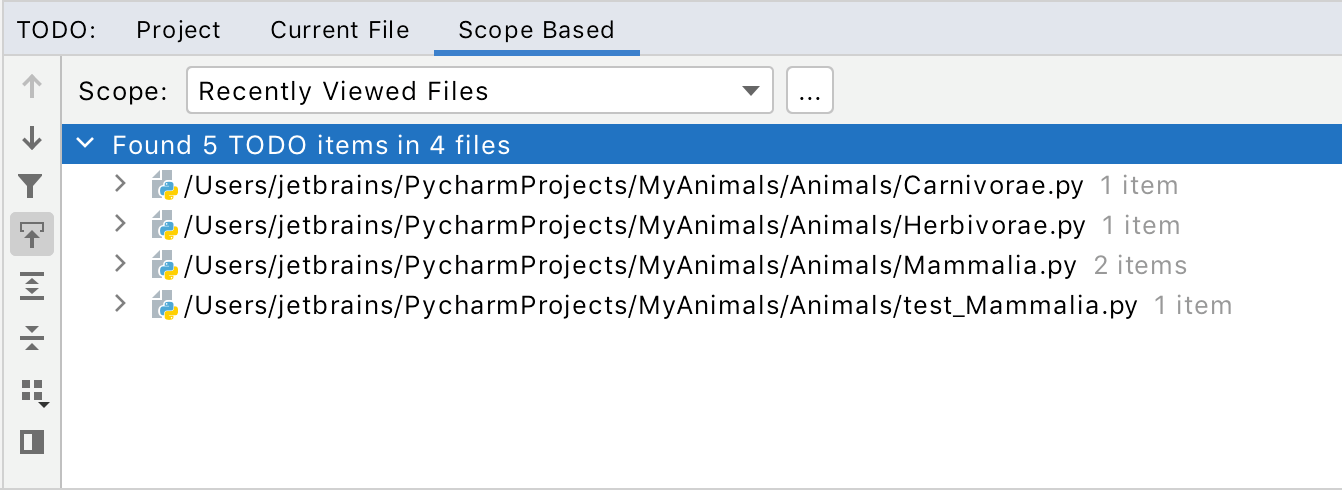 TODO: Project Current File Scope Based
Scope: Recently Viewed Files ...
Found 5 TODO items in 4 files
/Users/jetbrains/PycharmProjects/MyAnimals/Animals/Carnivorae.py 1 item
/Users/jetbrains/PycharmProjects/MyAnimals/Animals/Herbivorae.py 1 item
/Users/jetbrains/PycharmProjects/MyAnimals/Animals/Mammalia.py 2 items
/Users/jetbrains/PycharmProjects/MyAnimals/Animals/test_Mammalia.py 1 item